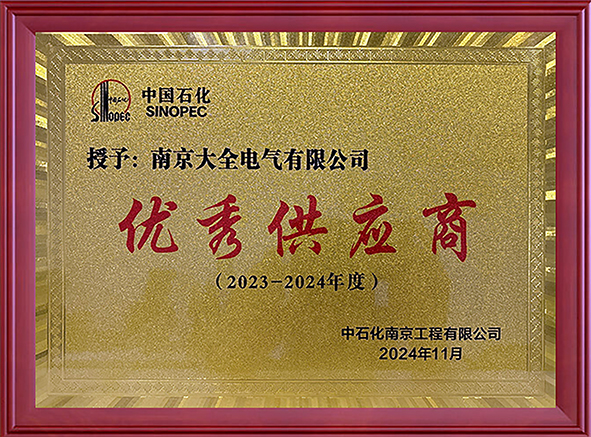 SINOPEC
中国石化
SINOPEC
授予：南京大全电气有限公司
优秀供应商
（2023-2024年度）
中石化南京工程有限公司
2024年11月